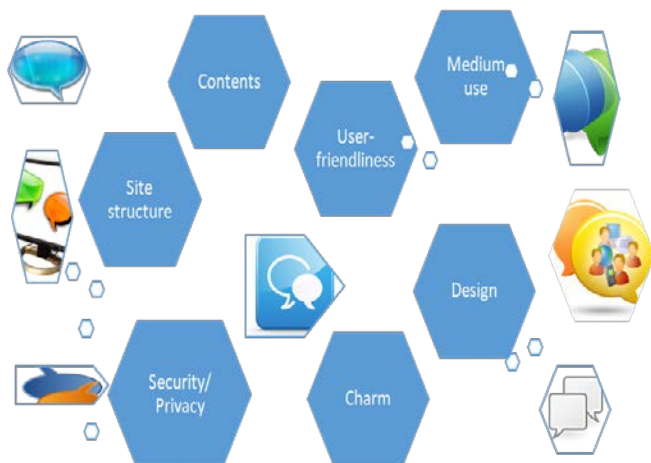 Contents
Medium
use
User-
friendliness
Site
structure
Design
Security/
Privacy
Charm